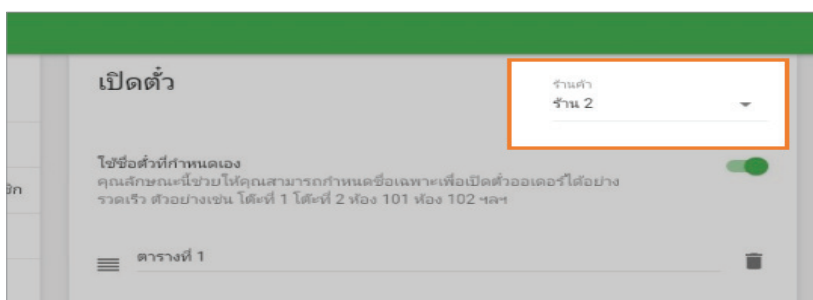 เปิดตั๋ว
ร้านค้า
ร้าน 2
ใช้ชื่อตั๋วที่กำหนดเอง
คุณลักษณะนี้ช่วยให้คุณสามารถกำหนดชื่อเฉพาะเพื่อเปิดตั๋วออเดอร์ได้อย่าง
รวดเร็ว ตัวอย่างเช่น โต๊ะที่ 1 โต๊ะที่ 2 ห้อง 101 ห้อง 102 ฯลฯ
ตารางที่ 1